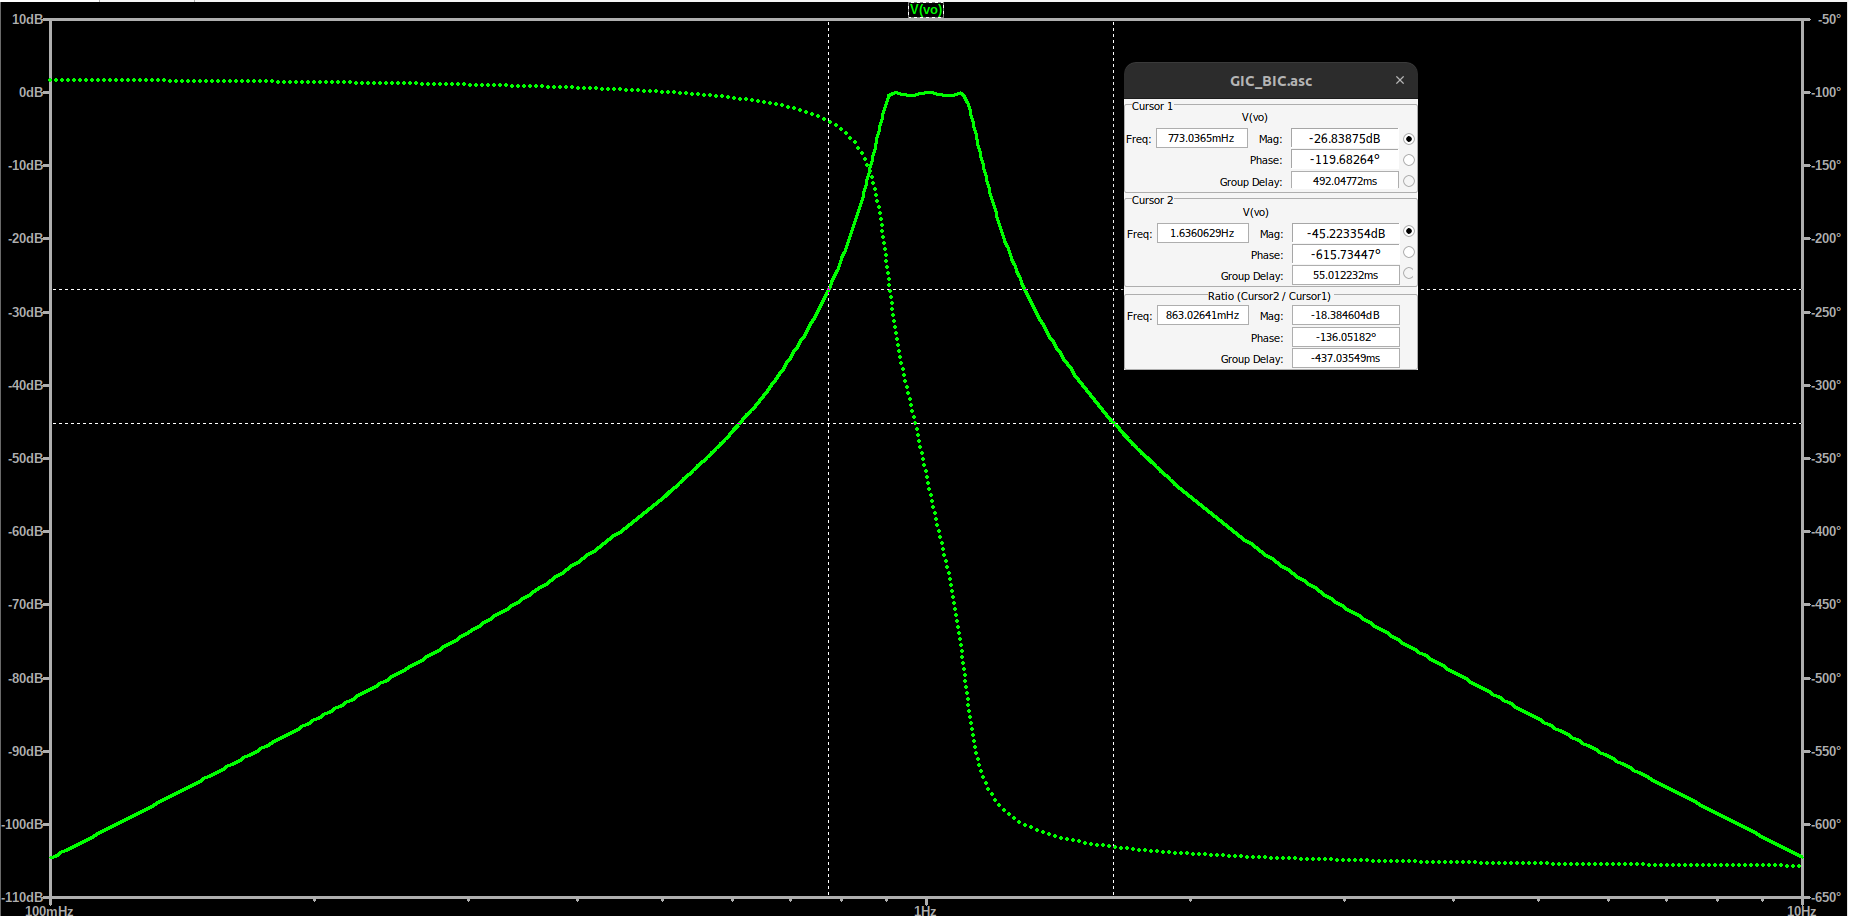 V(vo)
10dB
0dB
-10dB
-20dB
-30dB
-40dB
-50dB
-60dB
-70dB
-80dB
-90dB
-100dB
-110dB
-50°
-100°
-150°
-200°
-250°
-300°
-350°
-400°
-450°
-500°
-550°
-600°
-650°
100mHz
1Hz
10Hz
GIC_BIC.asc ×
Cursor 1
V(vo)
Freq: 773.0365mHz Mag: -26.83875dB
Phase: -119.68264°
Group Delay: 492.04772ms
Cursor 2
V(vo)
Freq: 1.6360629Hz Mag: -45.223354dB
Phase: -615.73447°
Group Delay: 55.012232ms
Ratio (Cursor2 / Cursor1)
Freq: 863.02641mHz Mag: -18.384604dB
Phase: -136.05182°
Group Delay: -437.03549ms